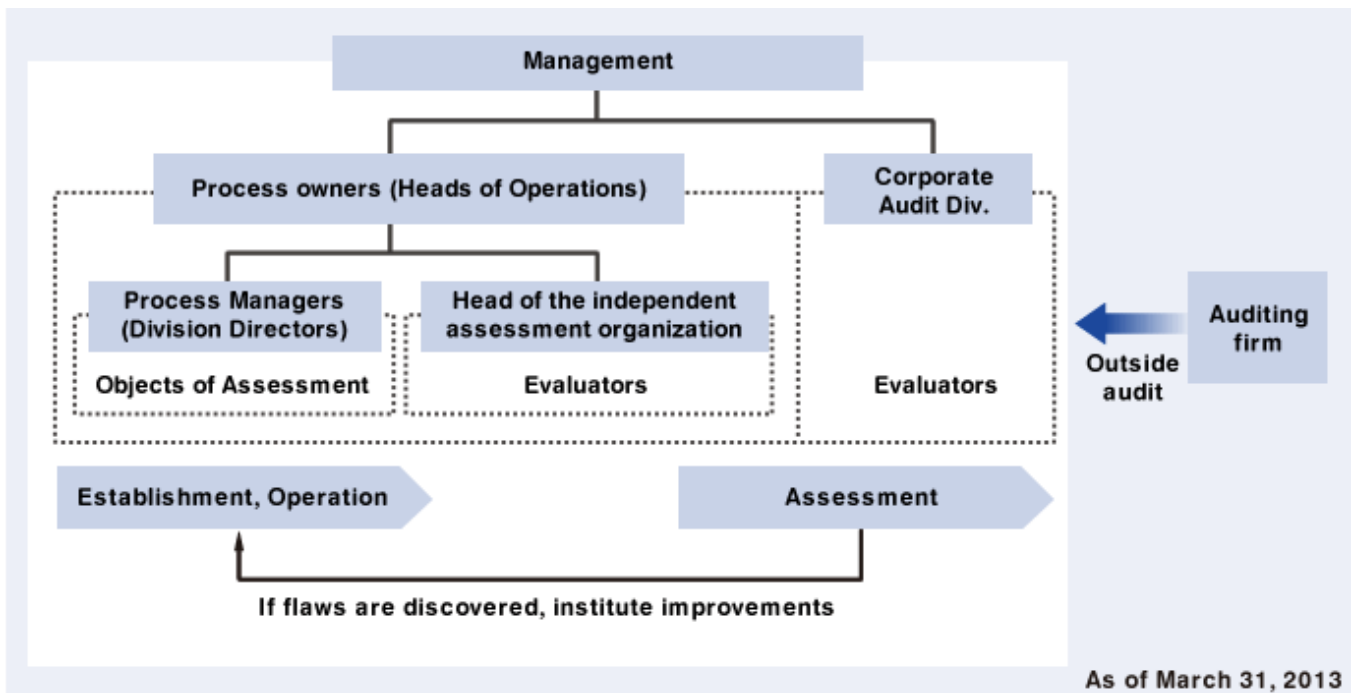 Management
Process owners (Heads of Operations)
Corporate
Audit Div.
Process Managers
(Division Directors)
Head of the independent
assessment organization
Objects of Assessment
Evaluators
Evaluators
Auditing
firm
Outside
audit
Establishment, Operation
Assessment
If flaws are discovered, institute improvements
As of March 31, 2013